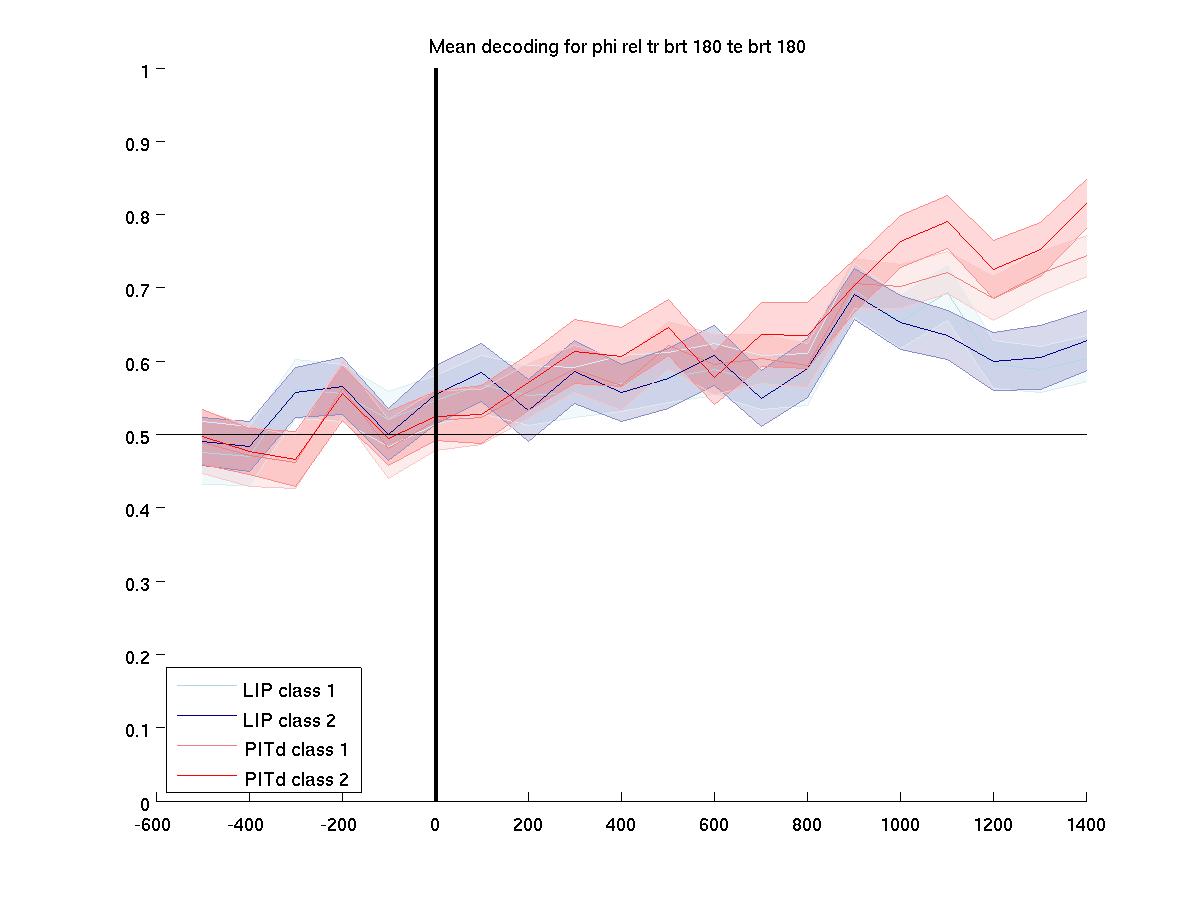 Mean decoding for phi rel tr brt 180 te brt 180
1
0.9
0.8
0.7
0.6
0.5
0.4
0.3
0.2
0.1
0
LIP class 1
LIP class 2
PITd class 1
PITd class 2
-600 -400 -200 0 200 400 600 800 1000 1200 1400